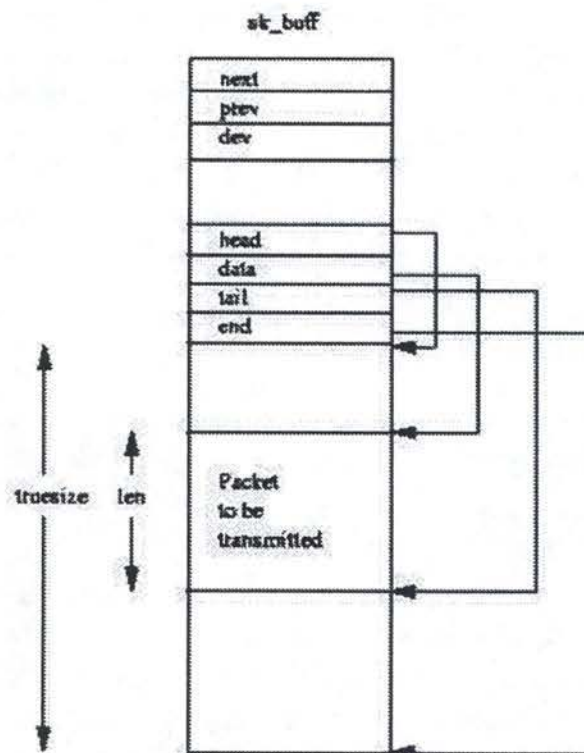 sk_buff
next
prev
dev
head
data
tail
end
truesize
len
Packet
to be
transmitted